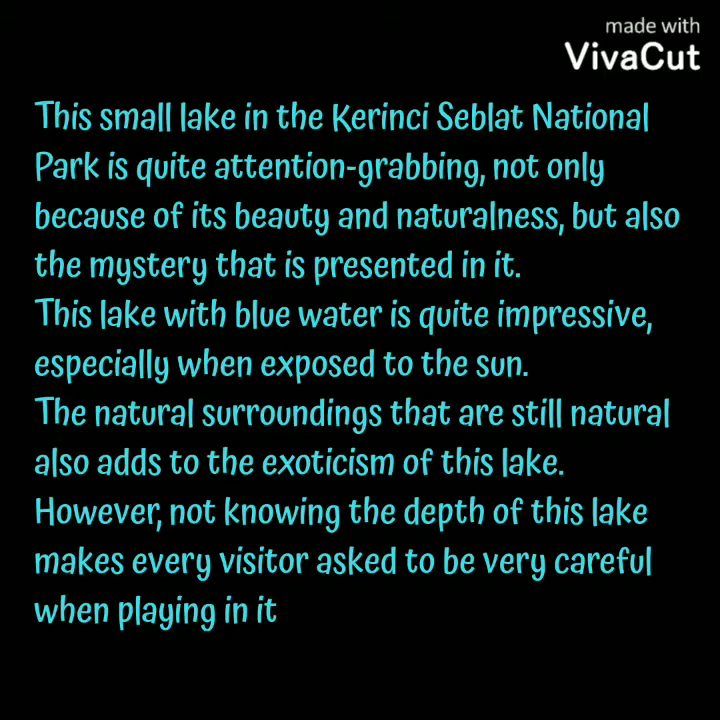 made with
VivaCut
This small lake in the Kerinci Seblat National
Park is quite attention-grabbing, not only
because of its beauty and naturalness, but also
the mystery that is presented in it.
This lake with blue water is quite impressive,
especially when exposed to the sun.
The natural surroundings that are still natural
also adds to the exoticism of this lake.
However, not knowing the depth of this lake
makes every visitor asked to be very careful
when playing in it